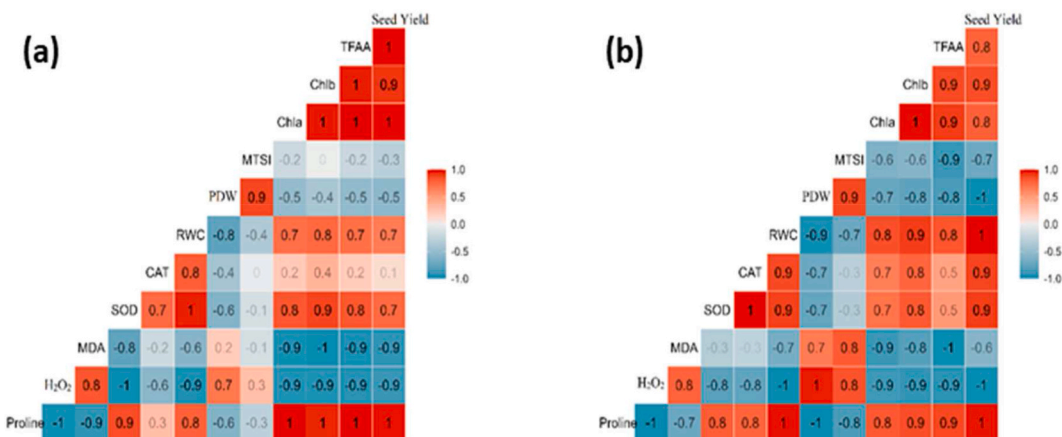 (a)
Seed Yield
TFAA 1
Chlb 1 0.9
Chla 1 1 1
MTSI -0.2 0 -0.2 -0.3
PDW 0.9 -0.5 -0.4 -0.5 -0.5
RWC -0.8 -0.4 0.7 0.8 0.7 0.7
CAT 0.8 -0.4 0 0.2 0.4 0.2 0.1
SOD 0.7 1 -0.6 -0.1 0.8 0.9 0.8 0.7
MDA -0.8 -0.2 -0.6 0.2 -0.1 -0.9 -1 -0.9 -0.9
H₂O₂ 0.8 -1 -0.6 -0.9 0.7 0.3 -0.9 -0.9 -0.9 -0.9
Proline -1 -0.9 0.9 0.3 0.8 -0.6 -0.3 1 1 1 1
1.0
0.5
0.0
-0.5
-1.0
(b)
Seed Yield
TFAA 0.8
Chlb 0.9 0.9
Chla 1 0.9 0.8
MTSI -0.6 -0.6 -0.9 -0.7
PDW 0.9 -0.7 -0.8 -0.8 -1
RWC -0.9 -0.7 0.8 0.9 0.8 1
CAT 0.9 -0.7 -0.3 0.7 0.8 0.5 0.9
SOD 1 0.9 -0.7 -0.3 0.7 0.8 0.5 0.9
MDA -0.3 -0.3 -0.7 0.7 0.8 -0.9 -0.8 -1 -0.6
H₂O₂ 0.8 -0.8 -0.8 -1 1 0.8 -0.9 -0.9 -0.9 -1
Proline -1 -0.7 0.8 0.8 1 -1 -0.8 0.8 0.9 0.9 1
1.0
0.5
0.0
-0.5
-1.0